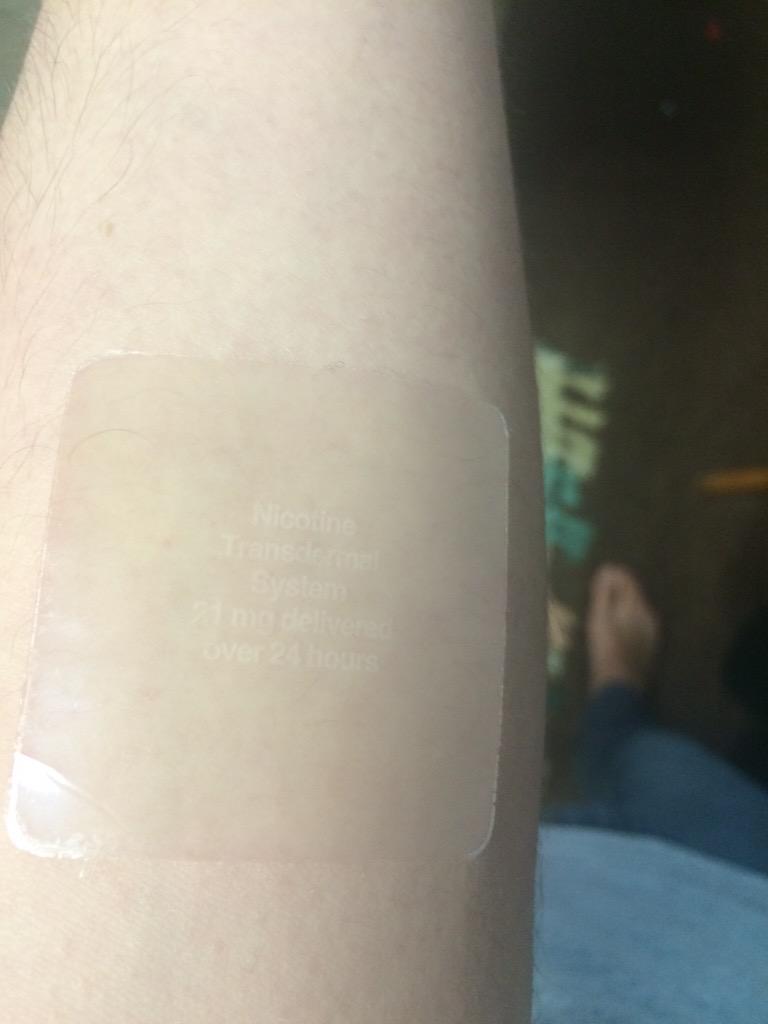 Nicotine
Transdermal
System
21 mg delivered
over 24 hours